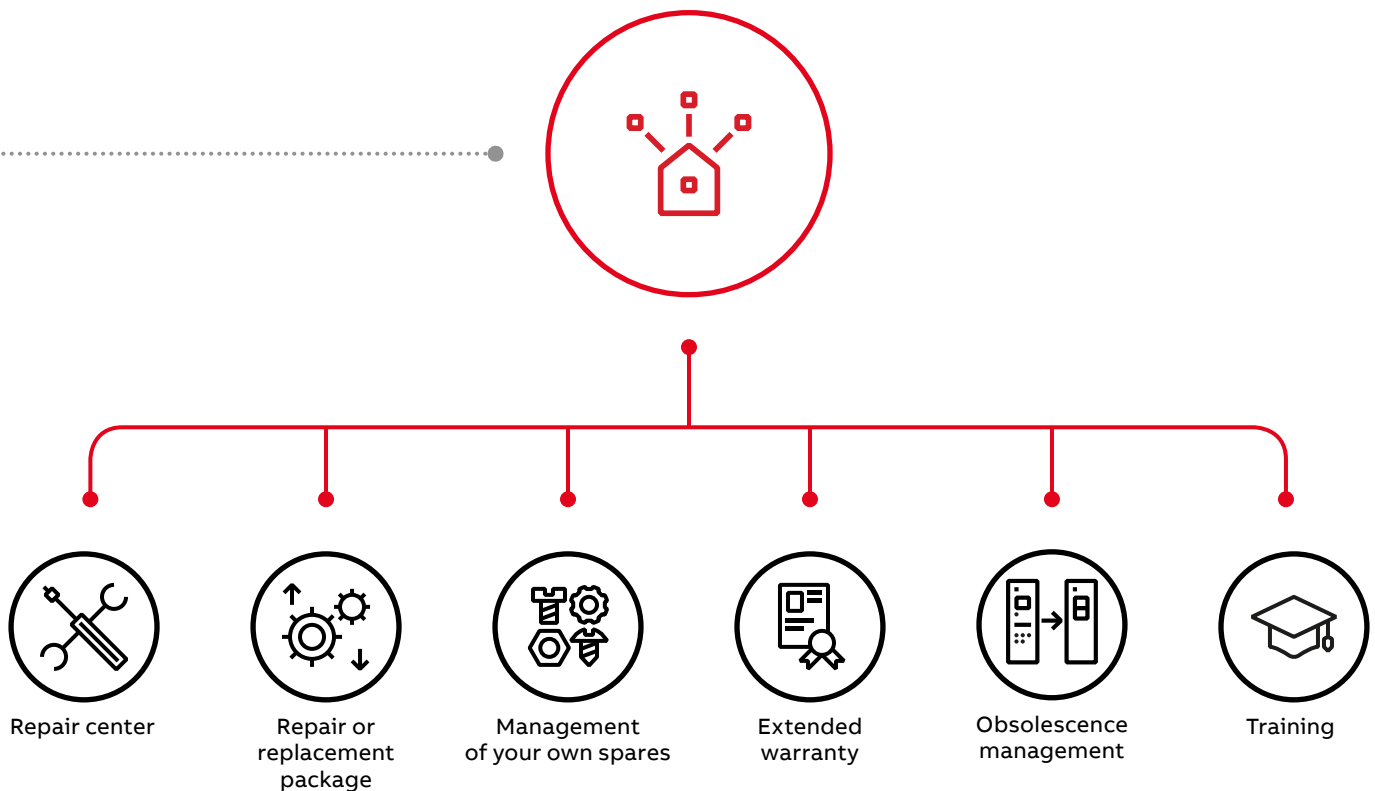 Repair center
Repair or
replacement
package
Management
of your own spares
Extended
warranty
Obsolescence
management
Training